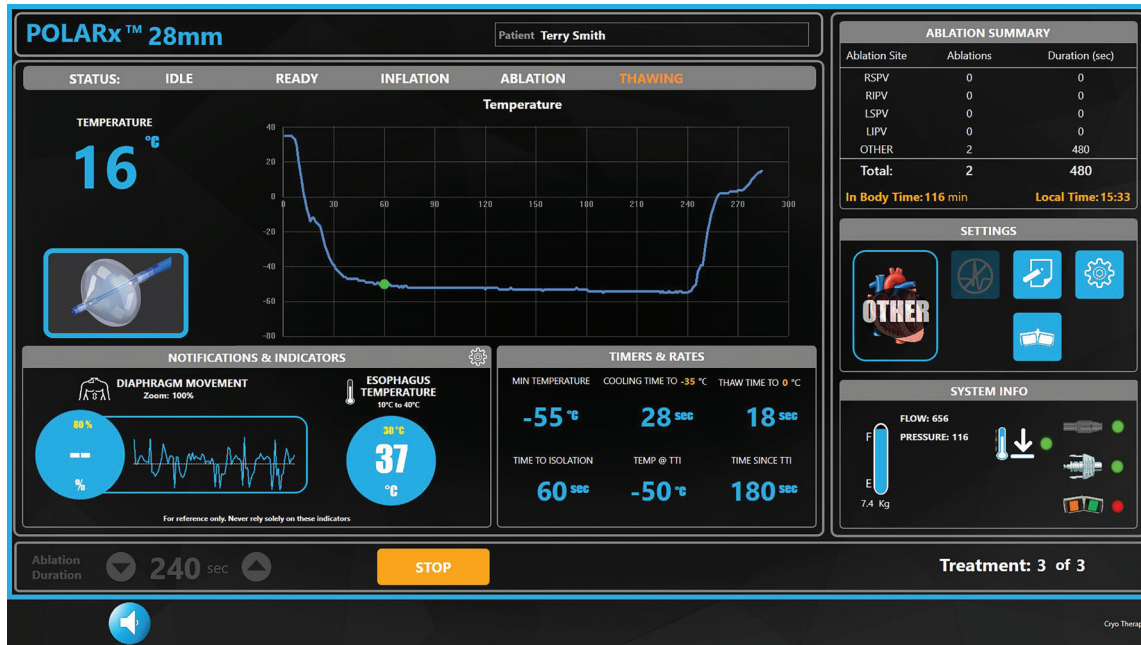 POLARx™ 28mm
Patient Terry Smith
STATUS: IDLE READY INFLATION ABLATION THAWING
TEMPERATURE
16 °C
Temperature
40
20
0
-20
-40
-60
-80
0 30 60 90 120 150 180 210 240 270 300
NOTIFICATIONS & INDICATORS
DIAPHRAGM MOVEMENT
Zoom: 100%
80 %
--
%
ESOPHAGUS
TEMPERATURE
10°C to 40°C
30 °C
37
°C
For reference only. Never rely solely on these indicators
TIMERS & RATES
MIN TEMPERATURE COOLING TIME TO -35 °C THAW TIME TO 0 °C
-55 °C 28 sec 18 sec
TIME TO ISOLATION TEMP @ TTI TIME SINCE TTI
60 sec -50 °C 180 sec
ABLATION SUMMARY
Ablation Site Ablations Duration (sec)
RSPV 0 0
RIPV 0 0
LSPV 0 0
LIPV 0 0
OTHER 2 480
Total: 2 480
In Body Time: 116 min Local Time: 15:33
SETTINGS
OTHER
SYSTEM INFO
FLOW: 656
PRESSURE: 116
F
E
7.4 Kg
Ablation
Duration
240 sec
STOP
Treatment: 3 of 3
Cryo Therap